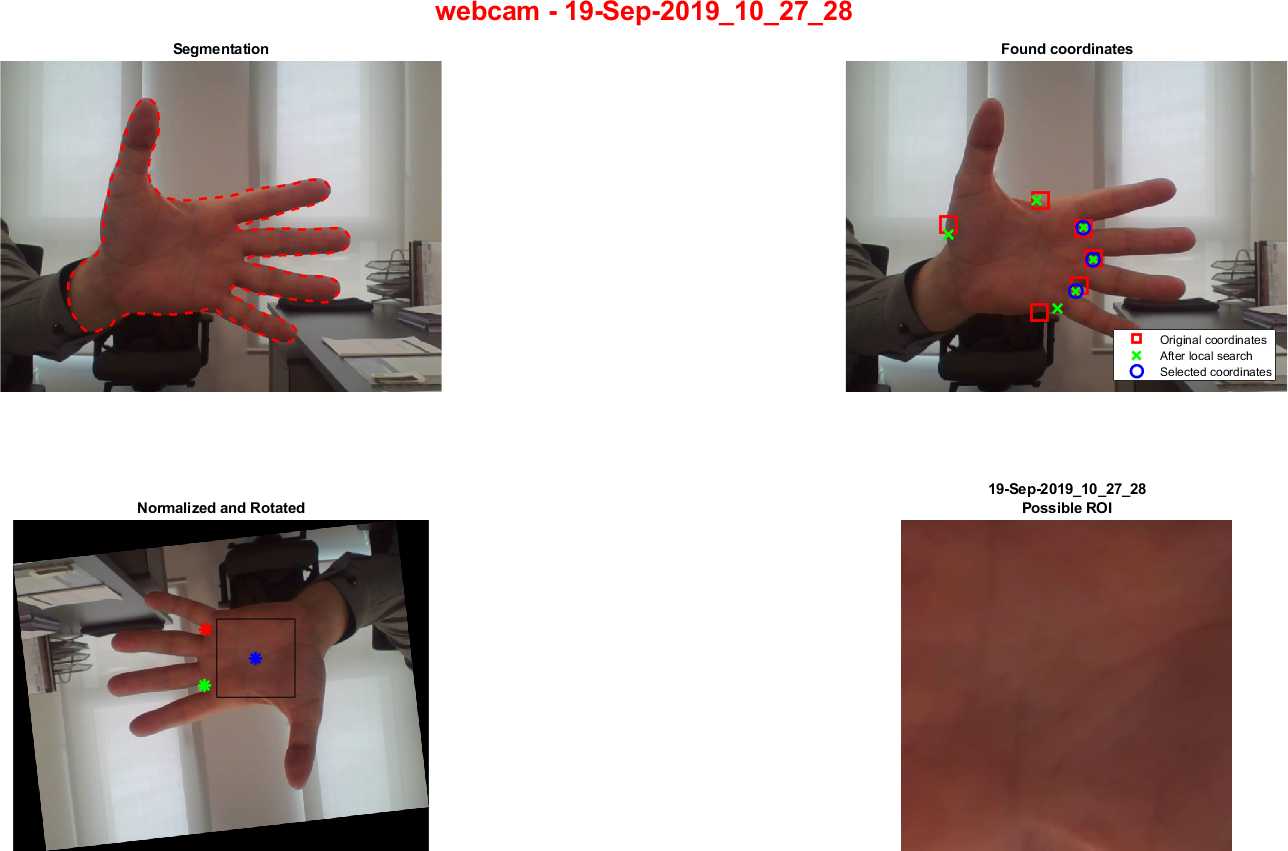 webcam - 19-Sep-2019_10_27_28
Segmentation
Found coordinates
Original coordinates
After local search
Selected coordinates
Normalized and Rotated
19-Sep-2019_10_27_28
Possible ROI